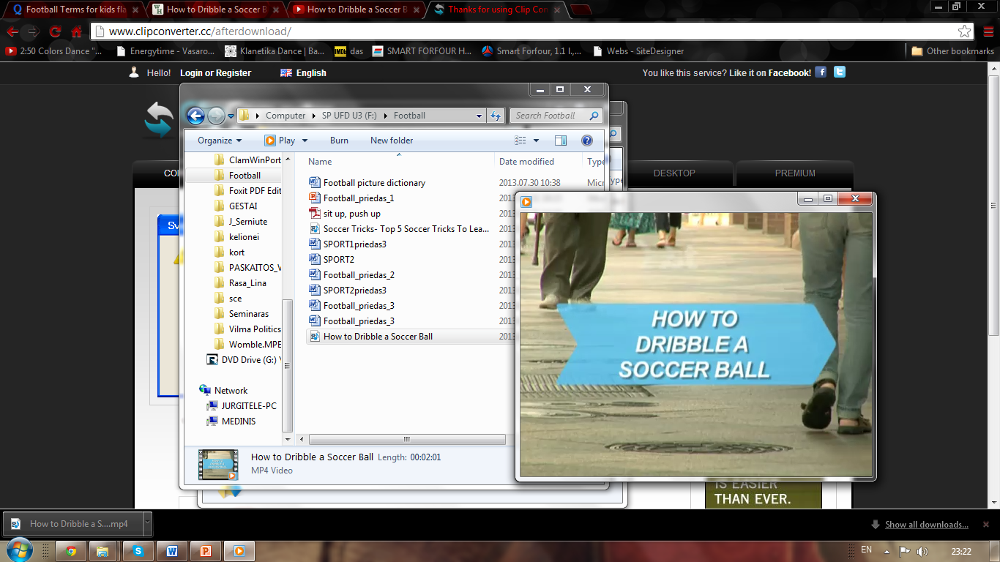 Football Terms for kids fla
How to Dribble a Soccer B
How to Dribble a Soccer B
Thanks for using Clip Con
www.clipconverter.cc/afterdownload/
2:50 Colors Dance "...
Energytime - Vasaro...
Klanetika Dance | Ba...
IMDb
das
SMART FORFOUR H...
Smart Forfour, 1.1 l.,...
Webs - SiteDesigner
Other bookmarks
Hello! Login or Register
English
You like this service? Like it on Facebook!
Computer
SP UFD U3 (F:)
Football
Search Football
Organize
Play
Burn
New folder
DESKTOP
PREMIUM
ClamWinPort
Football
Foxit PDF Edit
GESTAI
J_Serniute
kelionei
kort
PASKAITOS_V
Rasa_Lina
sce
Seminaras
Vilma Politics
Womble.MPE
DVD Drive (G:)
Network
JURGITELE-PC
MEDINIS
Name
Date modified
Type
Football picture dictionary
2013.07.30 10:38
Micr
Football_priedas_1
2013
sit up, push up
2013
Soccer Tricks- Top 5 Soccer Tricks To Lea...
2013
SPORT1priedas3
2013
SPORT2
2013
Football_priedas_2
2013
SPORT2priedas3
2013
Football_priedas_3
2013
Football_priedas_3
2013
How to Dribble a Soccer Ball
2013
HOW TO
DRIBBLE A
SOCCER BALL
How to Dribble a Soccer Ball
Length: 00:02:01
MP4 Video
IS EASIER
THAN EVER.
How to Dribble a S....mp4
Show all downloads...
EN
23:22